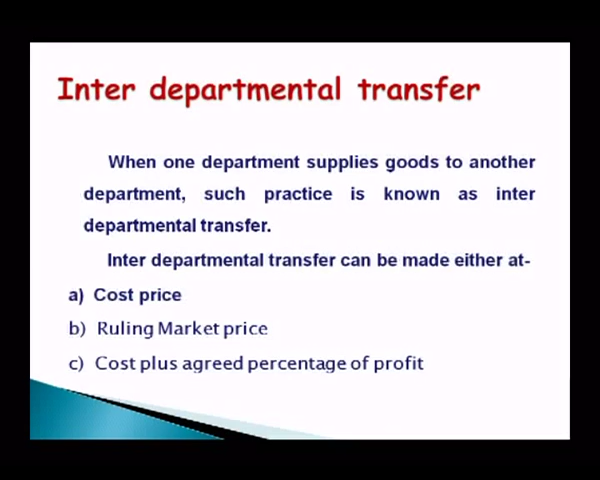 Inter departmental transfer
When one department supplies goods to another
department, such practice is known as inter
departmental transfer.
Inter departmental transfer can be made either at-
a) Cost price
b) Ruling Market price
c) Cost plus agreed percentage of profit